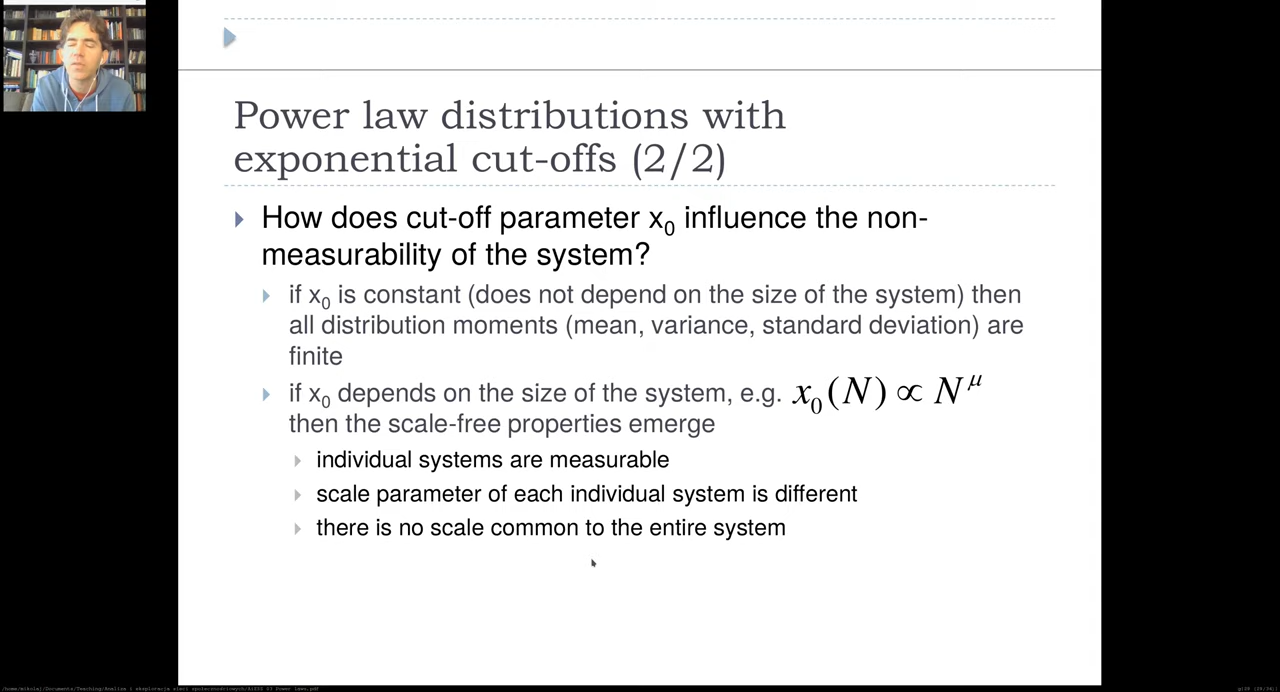 Power law distributions with
exponential cut-offs (2/2)
How does cut-off parameter x₀ influence the non-
measurability of the system?
if x₀ is constant (does not depend on the size of the system) then
all distribution moments (mean, variance, standard deviation) are
finite
if x₀ depends on the size of the system, e.g. x₀(N) ∝ N^μ
then the scale-free properties emerge
individual systems are measurable
scale parameter of each individual system is different
there is no scale common to the entire system